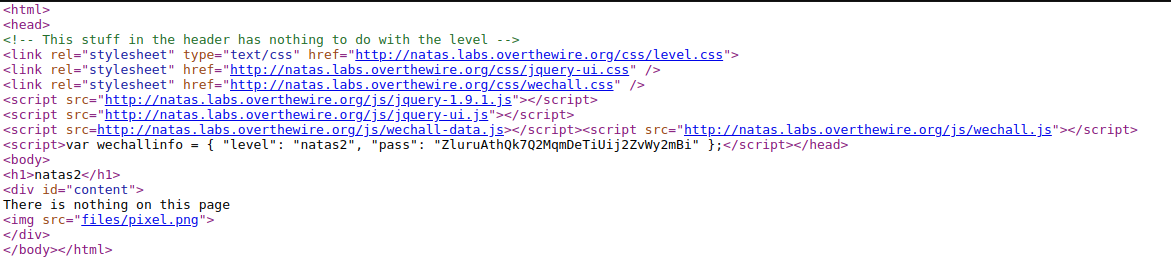 <html>
<head>
<!-- This stuff in the header has nothing to do with the level -->
<link rel="stylesheet" type="text/css" href="http://natas.labs.overthewire.org/css/level.css">
<link rel="stylesheet" href="http://natas.labs.overthewire.org/css/jquery-ui.css" />
<link rel="stylesheet" href="http://natas.labs.overthewire.org/css/wechall.css" />
<script src="http://natas.labs.overthewire.org/js/jquery-1.9.1.js"></script>
<script src="http://natas.labs.overthewire.org/js/jquery-ui.js"></script>
<script src=http://natas.labs.overthewire.org/js/wechall-data.js></script><script src="http://natas.labs.overthewire.org/js/wechall.js"></script>
<script>var wechallinfo = { "level": "natas2", "pass": "ZluruAthQk7Q2MqmDeTiUij2ZvWy2mBi" };</script></head>
<body>
<h1>natas2</h1>
<div id="content">
There is nothing on this page
<img src="files/pixel.png">
</div>
</body></html>